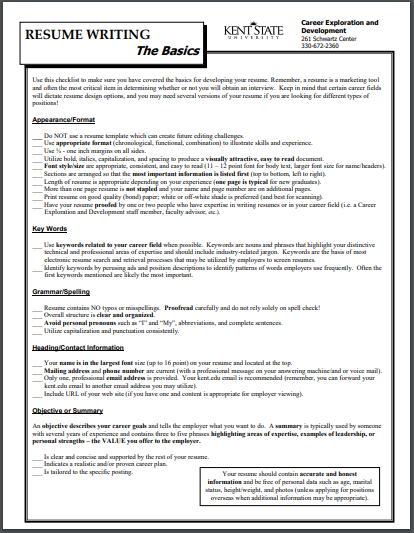 RESUME WRITING
The Basics
KENT STATE
UNIVERSITY
Career Exploration and
Development
261 Schwartz Center
330-672-2360
Use this checklist to make sure you have covered the basics for developing your resume. Remember, a resume is a marketing tool
and often the most critical item in determining whether or not you will obtain an interview. Keep in mind that certain career fields
will dictate resume design options, and you may need several versions of your resume if you are looking for different types of
positions!
Appearance/Format
___ Do NOT use a resume template which can create future editing challenges.
___ Use appropriate format (chronological, functional, combination) to illustrate skills and experience.
___ Use ¾ - one inch margins on all sides.
___ Utilize bold, italics, capitalization, and spacing to produce a visually attractive, easy to read document.
___ Font style/size are appropriate, consistent, and easy to read (11 – 12 point font for body text, larger font size for name/headers).
___ Sections are arranged so that the most important information is listed first (top to bottom, left to right).
___ Length of resume is appropriate depending on your experience (one page is typical for new graduates).
___ More than one page resume is not stapled and your name and page number are on additional pages.
___ Print resume on good quality (bond) paper; white or off-white shade is preferred (and best for scanning).
___ Have your resume proofed by one or two people who have expertise in writing resumes or in your career field (i.e. a Career
Exploration and Development staff member, faculty advisor, etc.).
Key Words
___ Use keywords related to your career field when possible. Keywords are nouns and phrases that highlight your distinctive
technical and professional areas of expertise and should include industry-related jargon. Keywords are the basis of most
electronic resume search and retrieval processes that may be utilized by employers to screen resumes.
___ Identify keywords by perusing ads and position descriptions to identify patterns of words employers use frequently. Often the
first keywords mentioned are likely the most important.
Grammar/Spelling
___ Resume contains NO typos or misspellings. Proofread carefully and do not rely solely on spell check!
___ Overall structure is clear and organized.
___ Avoid personal pronouns such as "I" and "My", abbreviations, and complete sentences.
___ Utilize capitalization and punctuation consistently.
Heading/Contact Information
___ Your name is in the largest font size (up to 16 point) on your resume and located at the top.
___ Mailing address and phone number are current (with a professional message on your answering machine/and or voice mail).
___ Only one, professional email address is provided. Your kent.edu email is recommended (remember, you can forward your
kent.edu email to another email address you may utilize).
___ Include URL of your web site (if you have one and content is appropriate for employer viewing).
Objective or Summary
An objective describes your career goals and tells the employer what you want to do. A summary is typically used by someone
with several years of experience and contains three to five phrases highlighting areas of expertise, examples of leadership, or
personal strengths – the VALUE you offer to the employer.
___ Is clear and concise and supported by the rest of your resume.
___ Indicates a realistic and/or proven career plan.
___ Is tailored to the specific posting.
Your resume should contain accurate and honest
information and be free of personal data such as age, marital
status, height/weight, and photos (unless applying for positions
overseas when additional information may be appropriate).